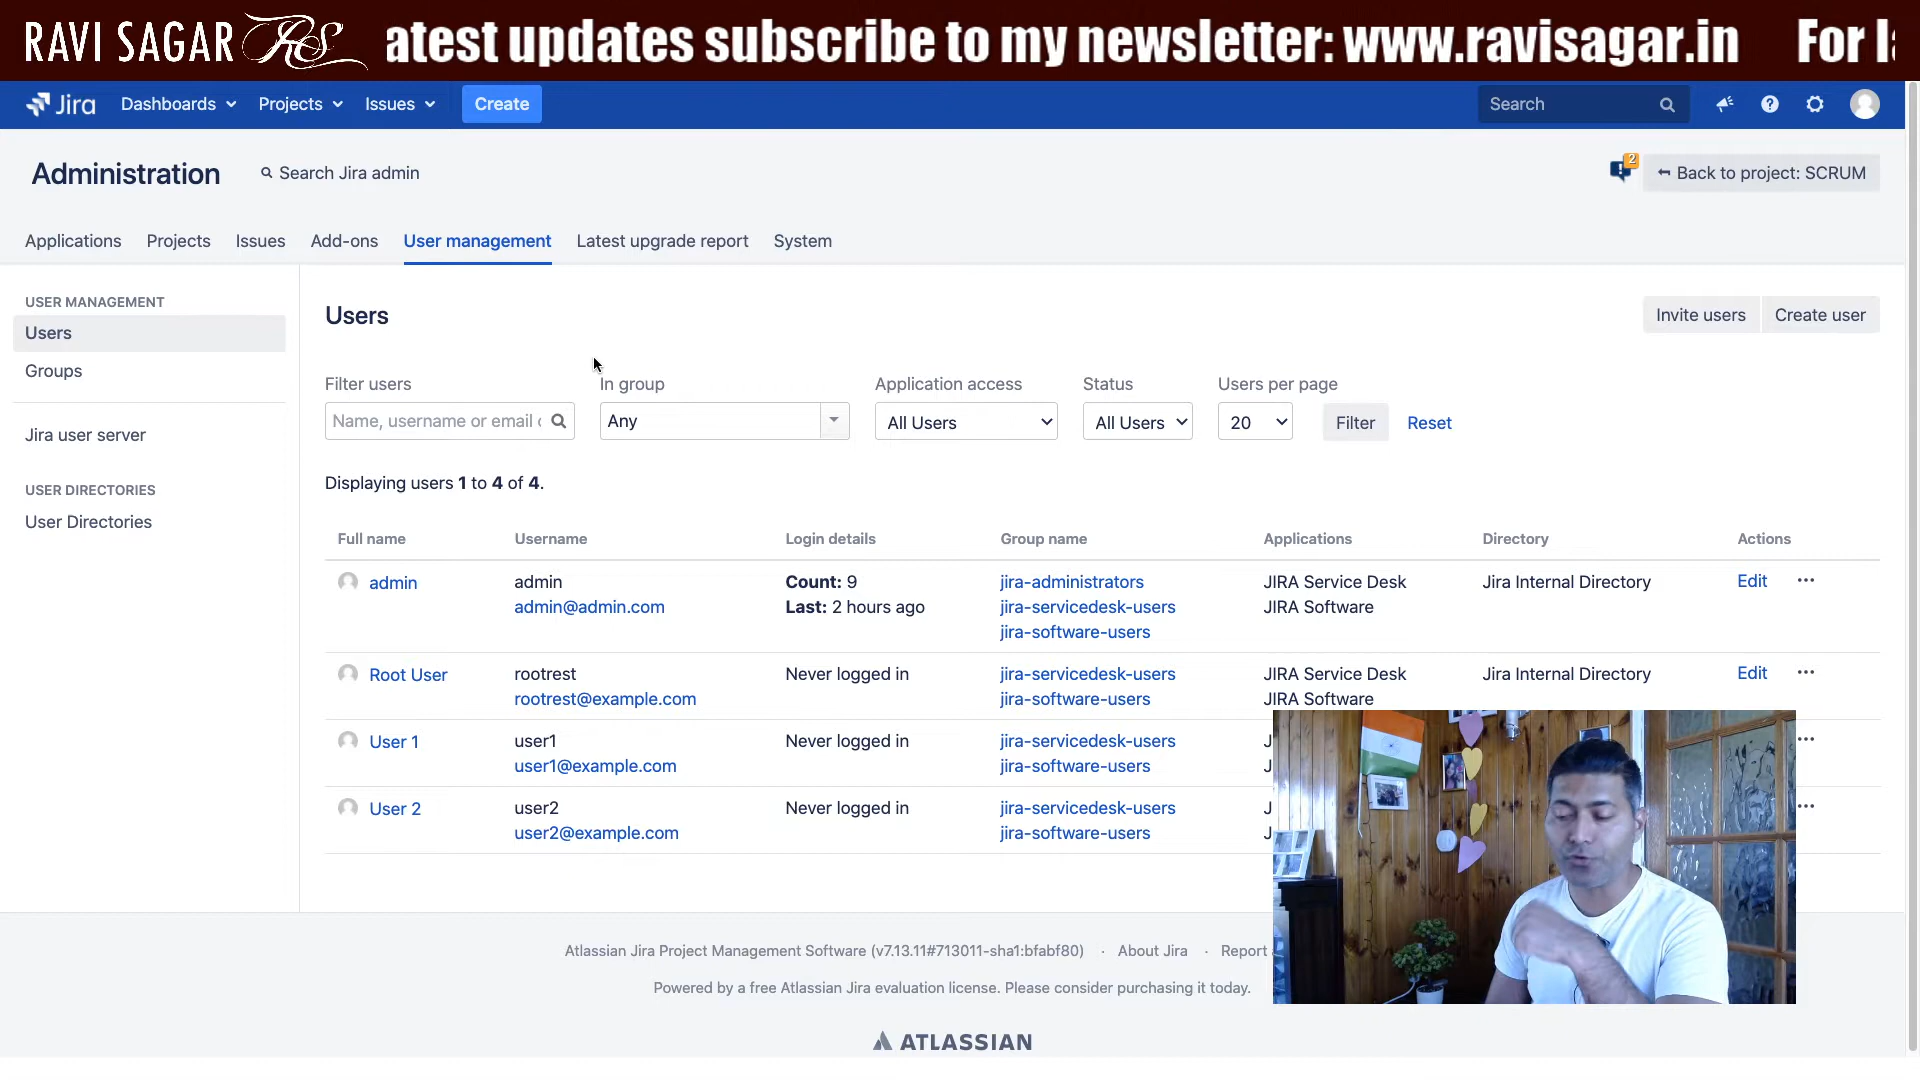 RAVI SAGAR RS atest updates subscribe to my newsletter: www.ravisagar.in For l
Jira Dashboards Projects Issues Create Search
Administration Search Jira admin 2 Back to project: SCRUM
Applications Projects Issues Add-ons User management Latest upgrade report System
USER MANAGEMENT
Users
Groups
Jira user server
USER DIRECTORIES
User Directories
Users Invite users Create user
Filter users In group Application access Status Users per page
Name, username or email Any All Users All Users 20 Filter Reset
Displaying users 1 to 4 of 4.
Full name Username Login details Group name Applications Directory Actions
admin admin Count: 9 jira-administrators JIRA Service Desk Jira Internal Directory Edit ···
admin@admin.com Last: 2 hours ago jira-servicedesk-users JIRA Software
jira-software-users
Root User rootrest Never logged in jira-servicedesk-users JIRA Service Desk Jira Internal Directory Edit ···
rootrest@example.com jira-software-users JIRA Software
User 1 user1 Never logged in jira-servicedesk-users J ···
user1@example.com jira-software-users J
User 2 user2 Never logged in jira-servicedesk-users J ···
user2@example.com jira-software-users J
Atlassian Jira Project Management Software (v7.13.11#713011-sha1:bfabf80) · About Jira · Report
Powered by a free Atlassian Jira evaluation license. Please consider purchasing it today.
ATLASSIAN